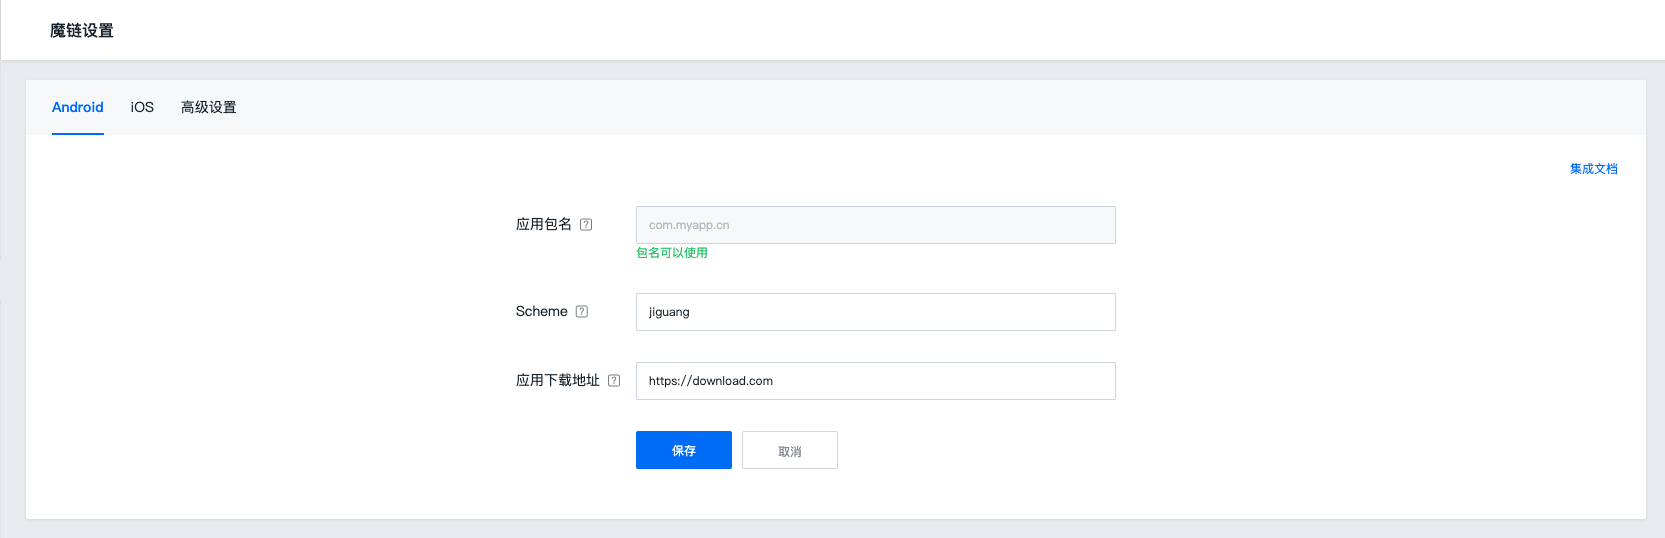 魔链设置
Android iOS 高级设置
集成文档
应用包名 ? com.myapp.cn
包名可以使用
Scheme ? jiguang
应用下载地址 ? https://download.com
保存 取消